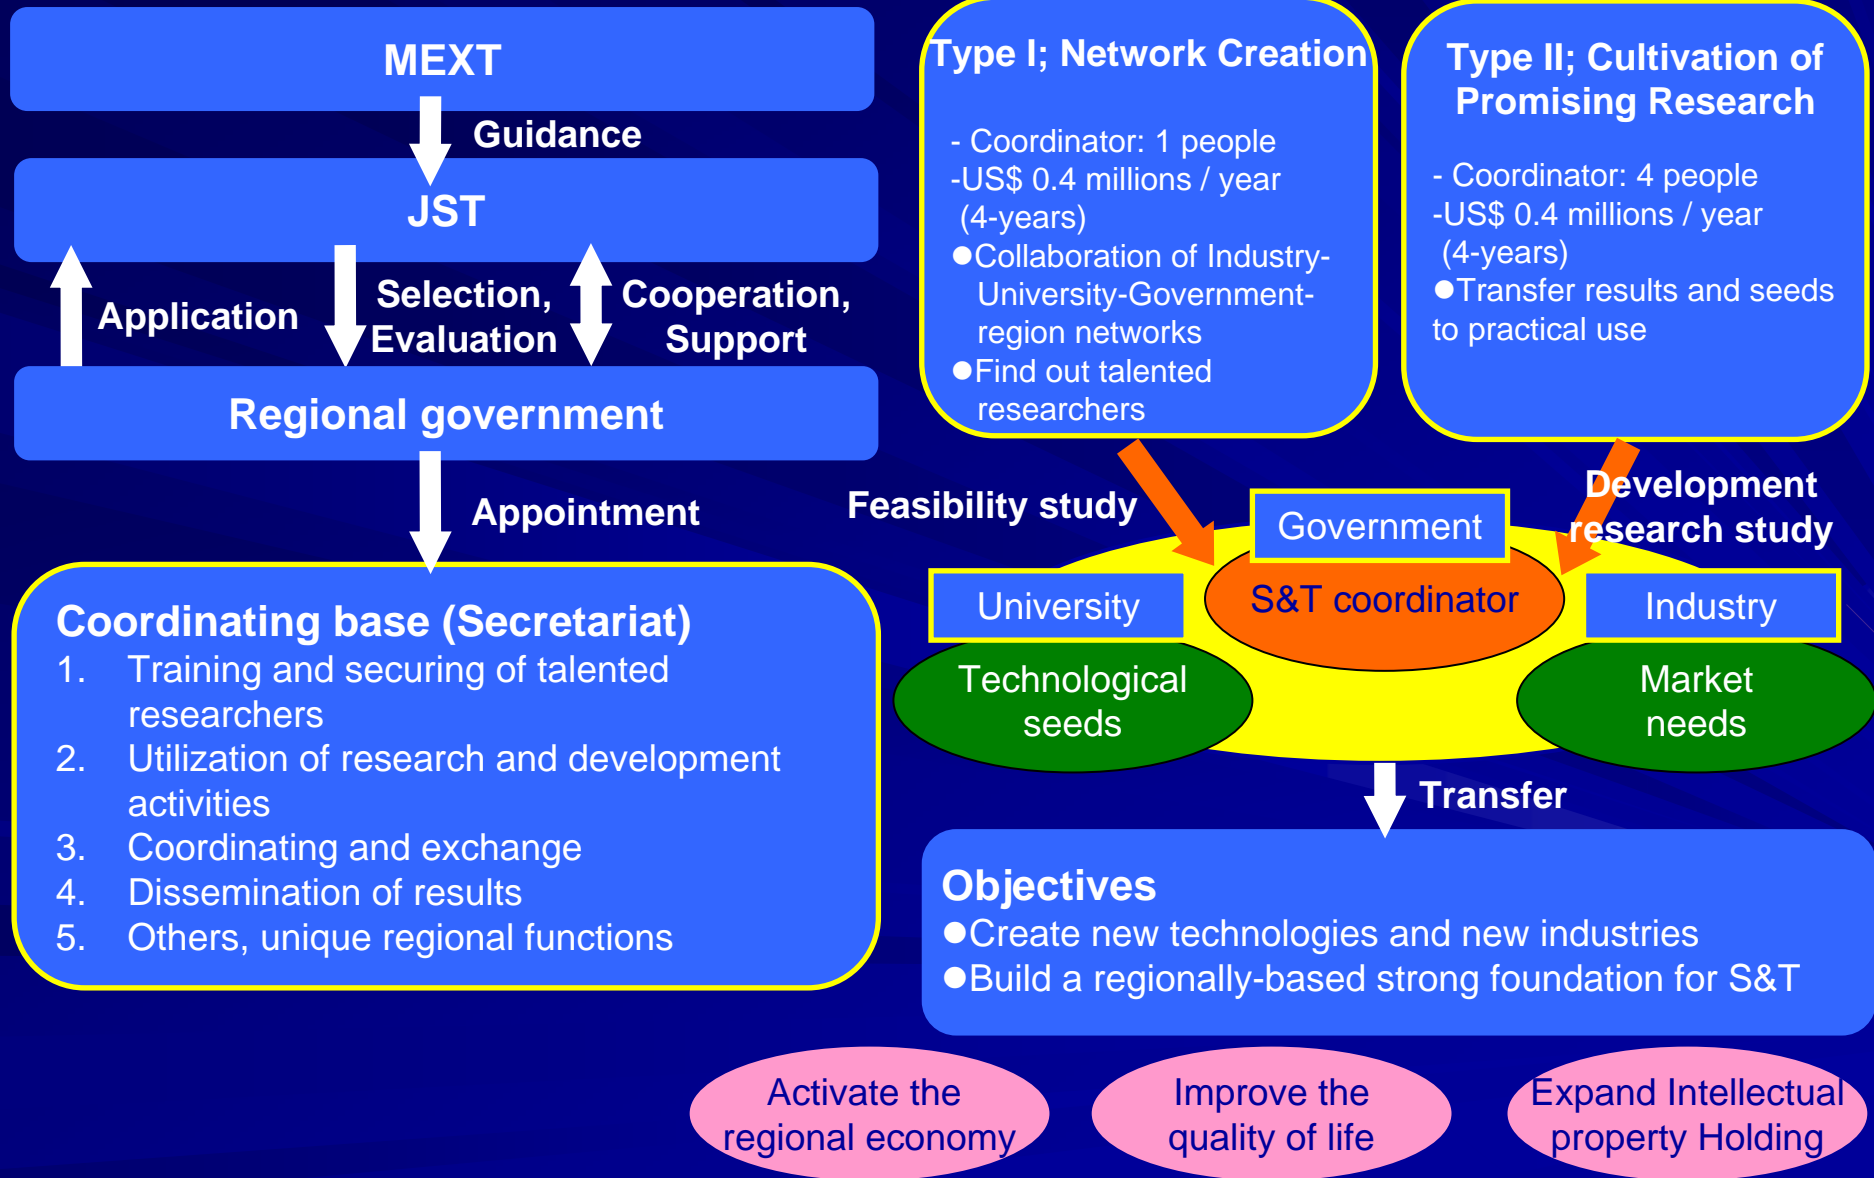 MEXT
Guidance
JST
Application
Selection,
Evaluation
Cooperation,
Support
Regional government
Appointment
Coordinating base (Secretariat)
1. Training and securing of talented
researchers
2. Utilization of research and development
activities
3. Coordinating and exchange
4. Dissemination of results
5. Others, unique regional functions
Type I; Network Creation
- Coordinator: 1 people
-US$ 0.4 millions / year
(4-years)
●Collaboration of Industry-
University-Government-
region networks
●Find out talented
researchers
Type II; Cultivation of
Promising Research
- Coordinator: 4 people
-US$ 0.4 millions / year
(4-years)
●Transfer results and seeds
to practical use
Feasibility study
Development
research study
Government
University
S&T coordinator
Industry
Technological
seeds
Market
needs
Transfer
Objectives
●Create new technologies and new industries
●Build a regionally-based strong foundation for S&T
Activate the
regional economy
Improve the
quality of life
Expand Intellectual
property Holding